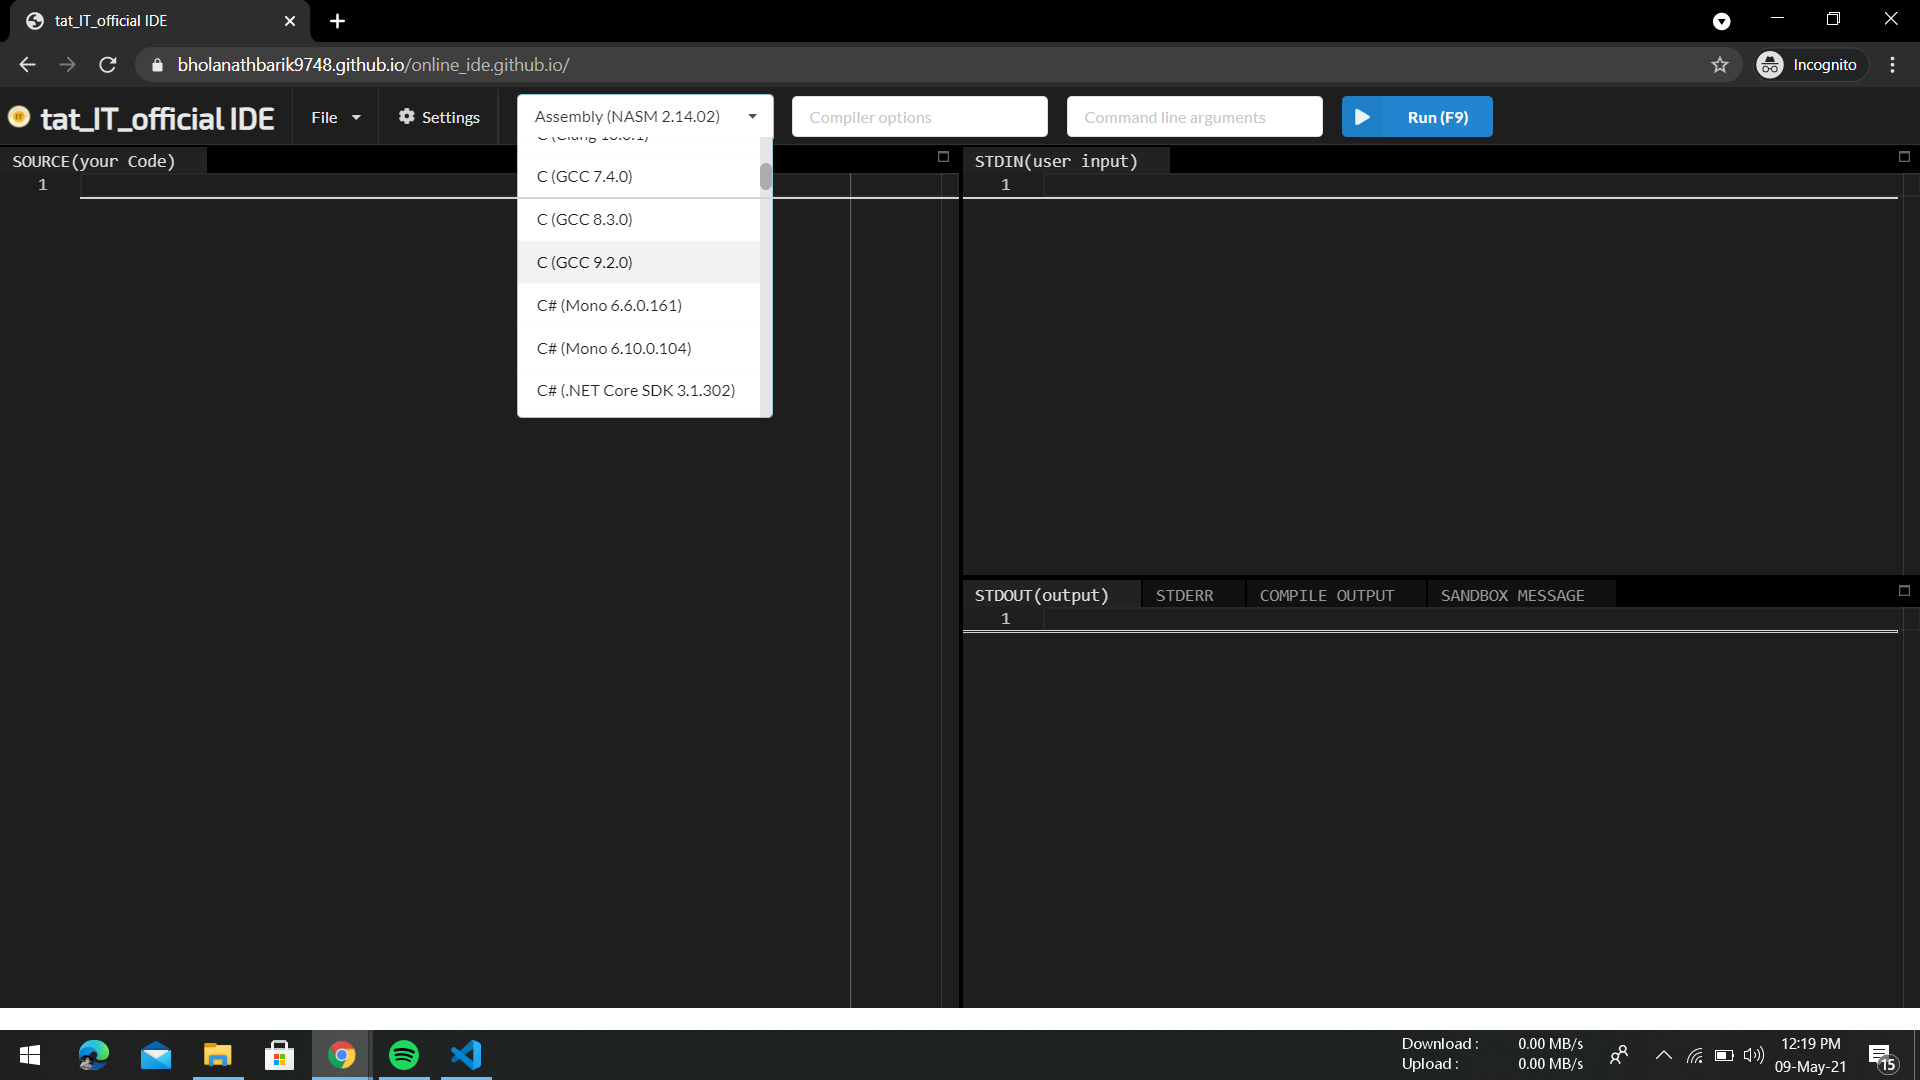 tat_IT_official IDE
bholanathbarik9748.github.io/online_ide.github.io/
Incognito
tat_IT_official IDE
File
Settings
Assembly (NASM 2.14.02)
Compiler options
Command line arguments
Run (F9)
C (Clang 10.0.1)
C (GCC 7.4.0)
C (GCC 8.3.0)
C (GCC 9.2.0)
C# (Mono 6.6.0.161)
C# (Mono 6.10.0.104)
C# (.NET Core SDK 3.1.302)
SOURCE(your Code)
1
STDIN(user input)
1
STDOUT(output)
STDERR
COMPILE OUTPUT
SANDBOX MESSAGE
1
Download : 0.00 MB/s
Upload : 0.00 MB/s
12:19 PM
09-May-21
15